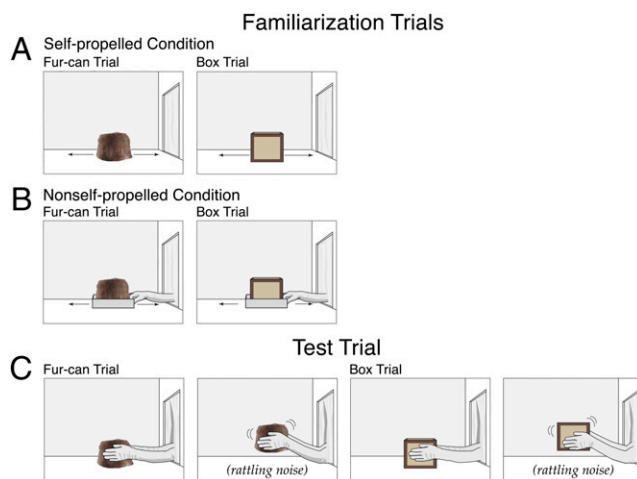 Familiarization Trials
A Self-propelled Condition
Fur-can Trial Box Trial
B Nonself-propelled Condition
Fur-can Trial Box Trial
Test Trial
C Fur-can Trial Box Trial
(rattling noise) (rattling noise)